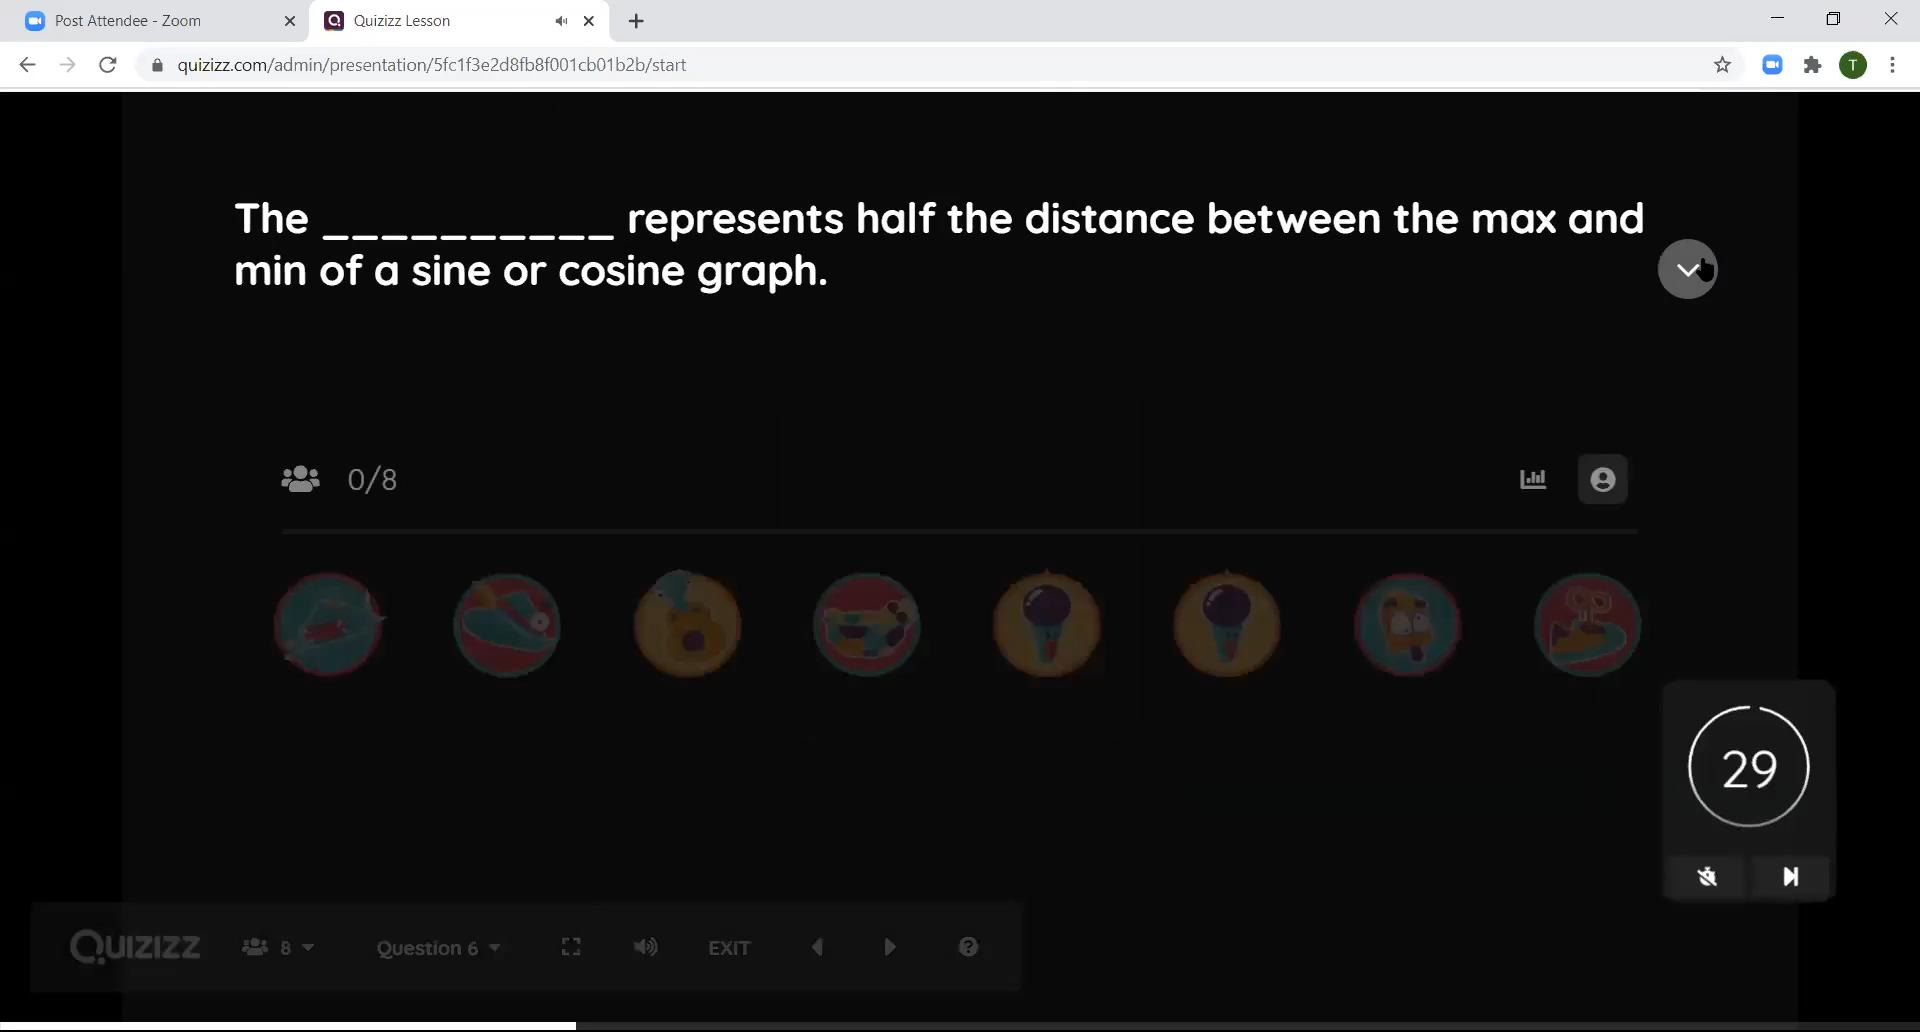 Post Attendee - Zoom
Quizizz Lesson
quizizz.com/admin/presentation/5fc1f3e2d8fb8f001cb01b2b/start
T
The __________ represents half the distance between the max and
min of a sine or cosine graph.
0/8
29
QUIZIZZ 8 Question 6 EXIT ?